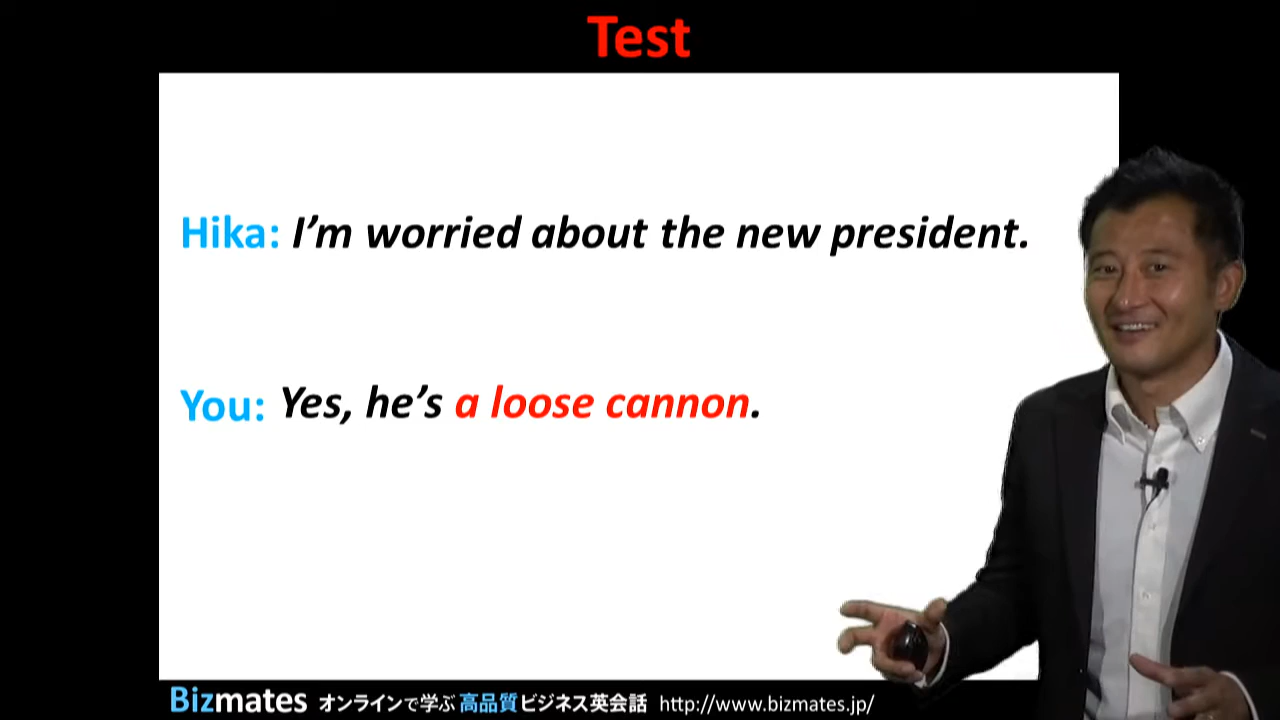 Test
Hika: I’m worried about the new president.
You: Yes, he’s a loose cannon.
Bizmates オンラインで学ぶ 高品質ビジネス英会話 http://www.bizmates.jp/